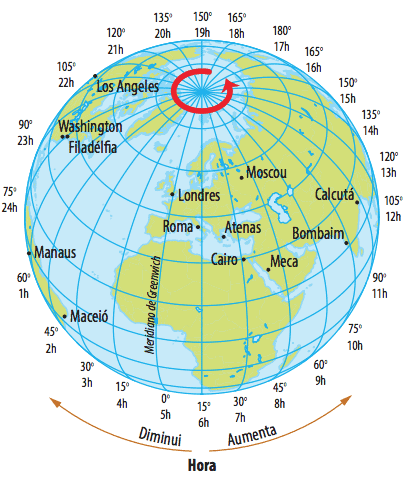 135°
20h
150°
19h
165°
18h
120°
21h
180°
17h
105°
22h
165°
16h
Los Angeles
150°
15h
135°
14h
90°
23h
Washington
Filadélfia
120°
13h
Moscou
75°
24h
Londres
Calcutá
105°
12h
Roma
Atenas
Bombaim
Manaus
Cairo
Meca
60°
1h
90°
11h
Meridiano de Greenwich
Maceió
45°
2h
75°
10h
30°
3h
60°
9h
15°
4h
45°
8h
0°
5h
15°
6h
30°
7h
Diminui
Aumenta
Hora